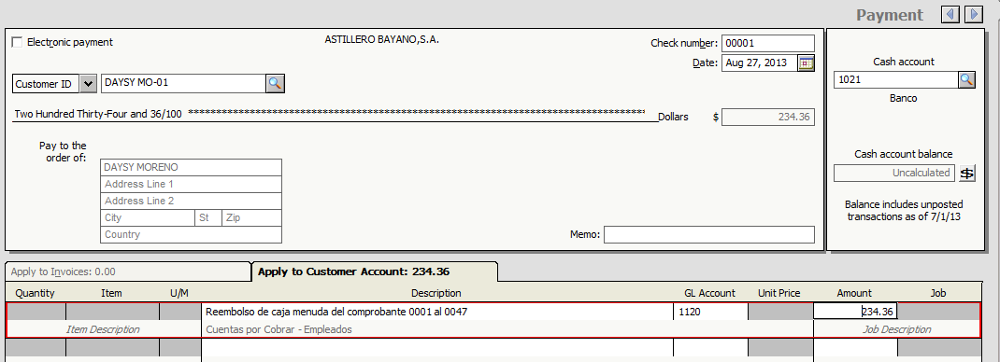 Payment
Electronic payment
ASTILLERO BAYANO,S.A.
Check number: 00001
Date: Aug 27, 2013
Customer ID
DAYSY MO-01
Two Hundred Thirty-Four and 36/100 **********************************************************************************
Dollars $ 234.36
Pay to the
order of:
DAYSY MORENO
Address Line 1
Address Line 2
City St Zip
Country
Memo:
Cash account
1021
Banco
Cash account balance
Uncalculated
Balance includes unposted
transactions as of 7/1/13
Apply to Invoices: 0.00
Apply to Customer Account: 234.36
Quantity Item U/M Description GL Account Unit Price Amount Job
Reembolso de caja menuda del comprobante 0001 al 0047 1120 234.36
Item Description Cuentas por Cobrar - Empleados Job Description